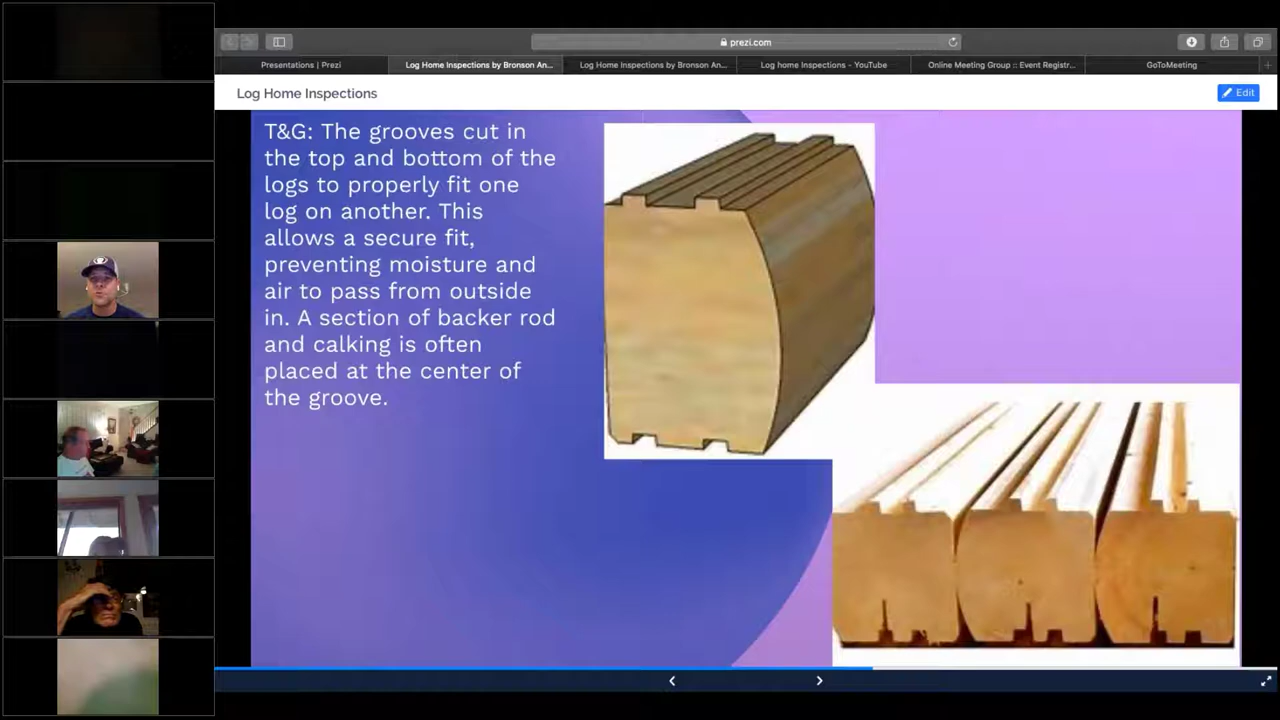 prezi.com
Presentations | Prezi
Log Home Inspections by Bronson An...
Log Home Inspections by Bronson An...
Log home Inspections - YouTube
Online Meeting Group :: Event Registr...
GoToMeeting
Log Home Inspections
Edit
T&G: The grooves cut in
the top and bottom of the
logs to properly fit one
log on another. This
allows a secure fit,
preventing moisture and
air to pass from outside
in. A section of backer rod
and calking is often
placed at the center of
the groove.